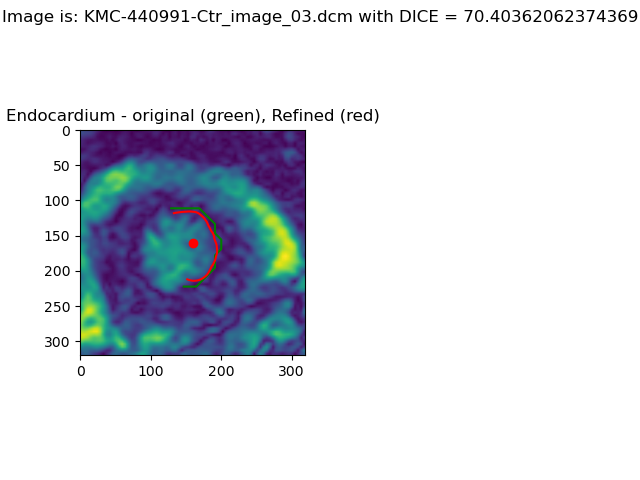 Image is: KMC-440991-Ctr_image_03.dcm with DICE = 70.40362062374369
Endocardium - original (green), Refined (red)
0
50
100
150
200
250
300
0 100 200 300